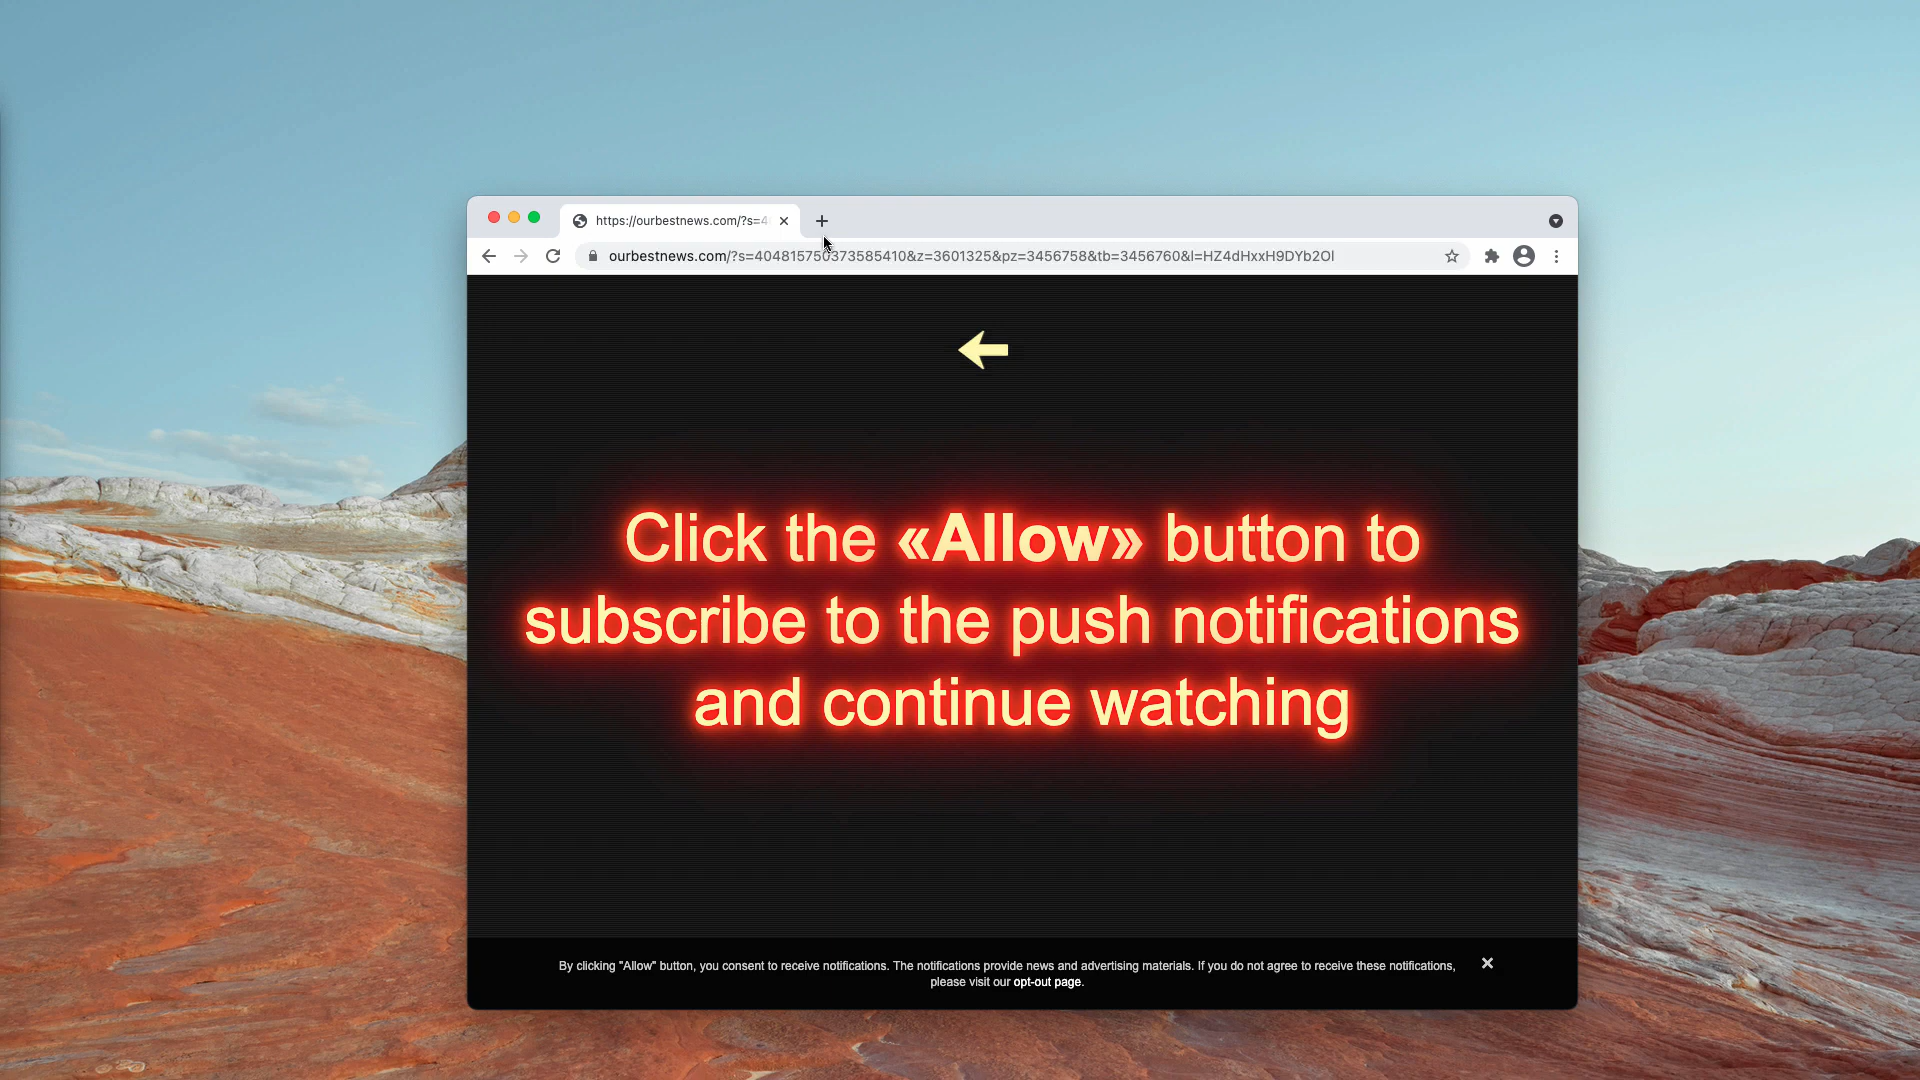 https://ourbestnews.com/?s=4
ourbestnews.com/?s=404815750373585410&z=3601325&pz=3456758&tb=3456760&l=HZ4dHxxH9DYb2OI
Click the «Allow» button to
subscribe to the push notifications
and continue watching
By clicking "Allow" button, you consent to receive notifications. The notifications provide news and advertising materials. If you do not agree to receive these notifications,
please visit our opt-out page.